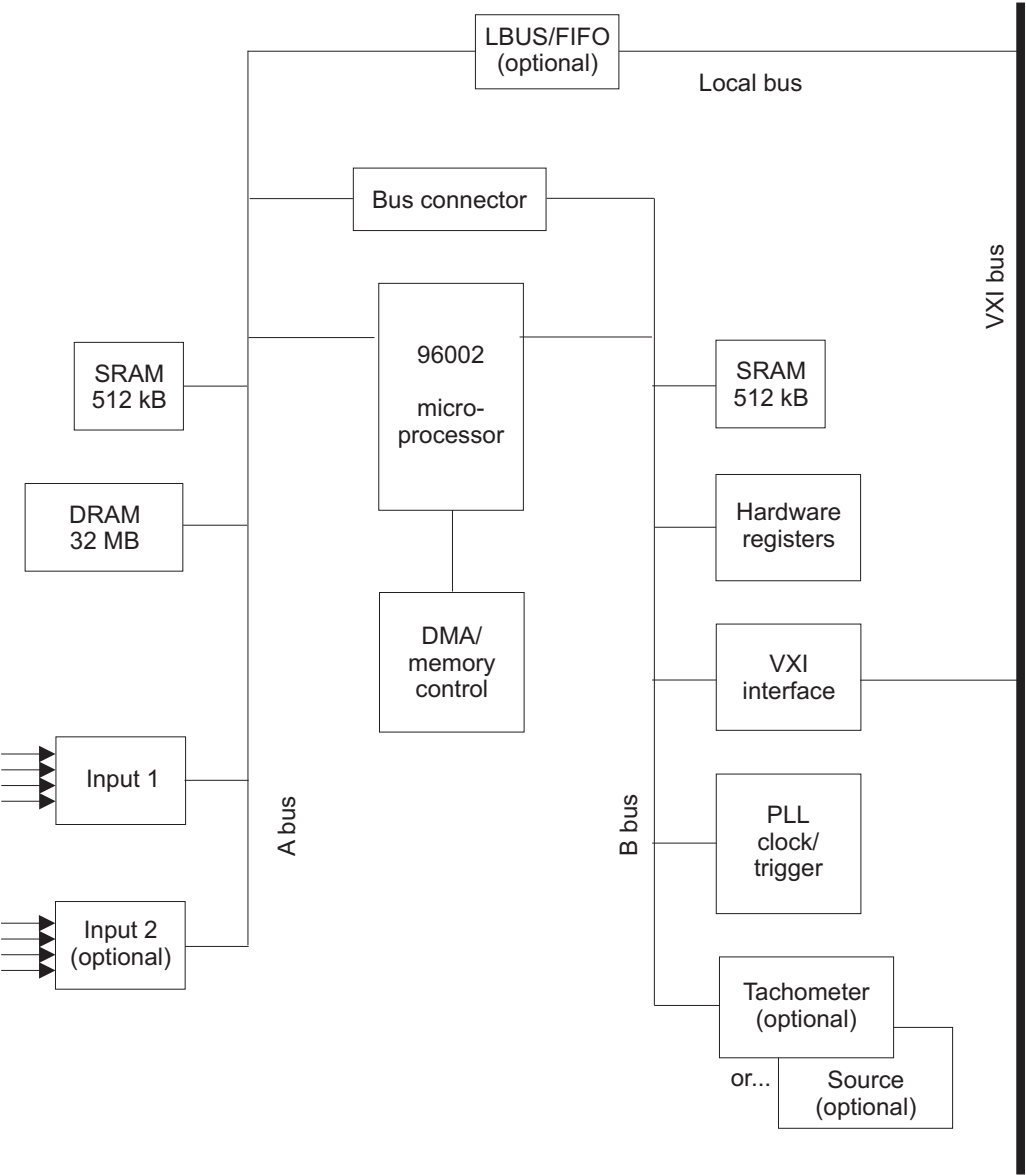 LBUS/FIFO
(optional)
Local bus
Bus connector
VXI bus
96002
micro-
processor
SRAM
512 kB
SRAM
512 kB
DRAM
32 MB
Hardware
registers
DMA/
memory
control
VXI
interface
Input 1
A bus
B bus
PLL
clock/
trigger
Input 2
(optional)
Tachometer
(optional)
or...
Source
(optional)